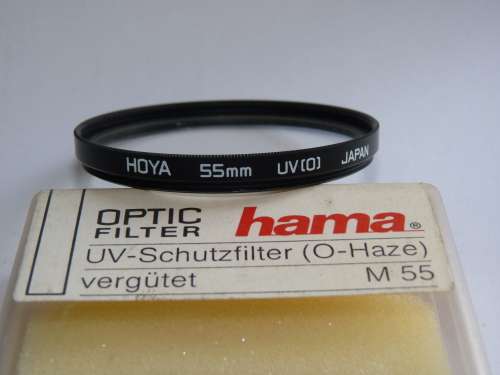 HOYA 55mm UV(O) JAPAN
OPTIC FILTER hama®
UV-Schutzfilter (O-Haze)
vergütet M 55